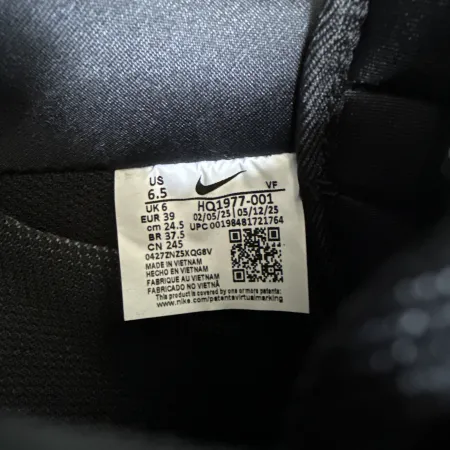 US
6.5
VF
UK 6
HQ1977-001
EUR 39
02/05/25 | 05/12/25
cm 24.5
UPC 00198481721764
BR 37.5
CN 245
0427ZNZ5XQG8V
MADE IN VIETNAM
HECHO EN VIETNAM
FABRIQUE AU VIETNAM
FABRICADO NO VIETNÃ
This product is covered by one or more patents:
www.nike.com/patentsvirtualmarking